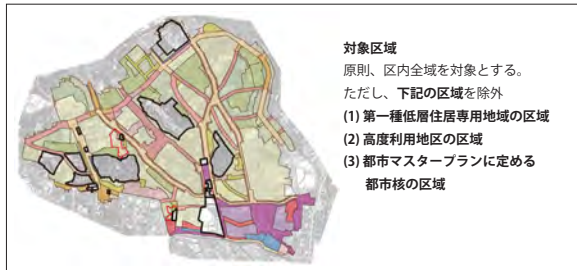 対象区域
原則、区内全域を対象とする。
ただし、下記の区域を除外
(1) 第一種低層住居専用地域の区域
(2) 高度利用地区の区域
(3) 都市マスタープランに定める
都市核の区域